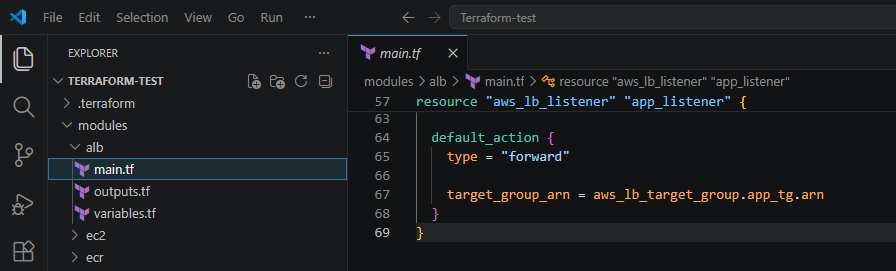 File Edit Selection View Go Run ... Terraform-test
EXPLORER ...
TERRAFORM-TEST
.terraform
modules
alb
main.tf
outputs.tf
variables.tf
ec2
ecr
main.tf
modules > alb > main.tf > resource "aws_lb_listener" "app_listener"
57 resource "aws_lb_listener" "app_listener" {
63
64 default_action {
65 type = "forward"
66
67 target_group_arn = aws_lb_target_group.app_tg.arn
68 }
69 }